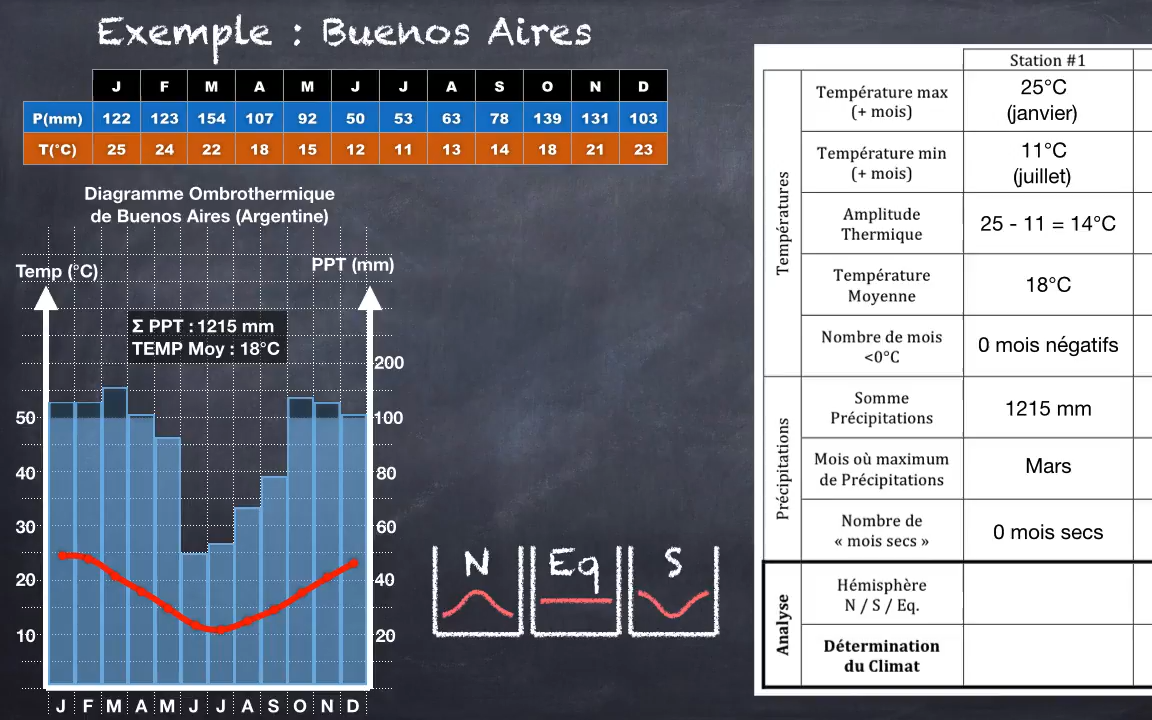 Exemple : Buenos Aires
J F M A M J J A S O N D
P(mm) 122 123 154 107 92 50 53 63 78 139 131 103
T(°C) 25 24 22 18 15 12 11 13 14 18 21 23
Diagramme Ombrothermique
de Buenos Aires (Argentine)
Temp (°C)
PPT (mm)
Σ PPT : 1215 mm
TEMP Moy : 18°C
200
50 100
40 80
30 60
20 40
10 20
J F M A M J J A S O N D
N Eq S
Station #1
Températures
Température max
(+ mois)
25°C
(janvier)
Température min
(+ mois)
11°C
(juillet)
Amplitude
Thermique
25 - 11 = 14°C
Température
Moyenne
18°C
Nombre de mois
<0°C
0 mois négatifs
Précipitations
Somme
Précipitations
1215 mm
Mois où maximum
de Précipitations
Mars
Nombre de
« mois secs »
0 mois secs
Analyse
Hémisphère
N / S / Eq.
Détermination
du Climat